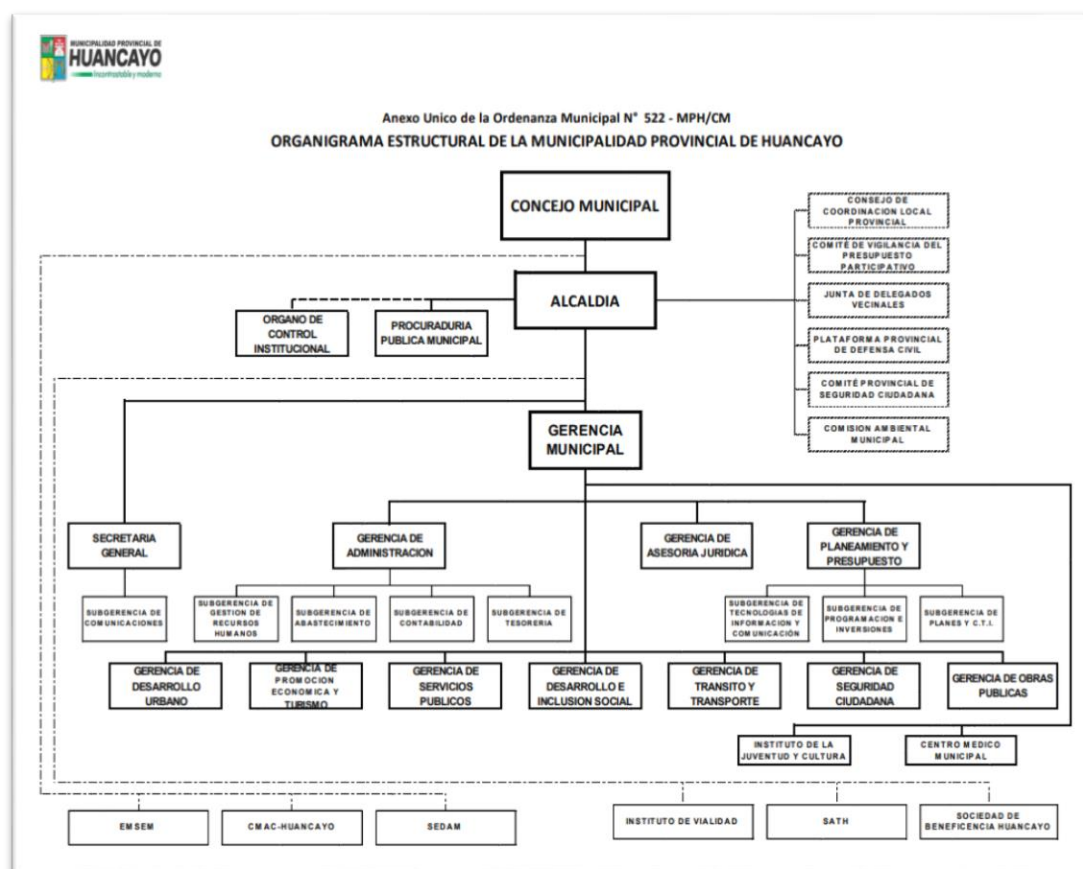 MUNICIPALIDAD PROVINCIAL DE
HUANCAYO
Incontrastable y moderno
Anexo Unico de la Ordenanza Municipal N° 522 - MPH/CM
ORGANIGRAMA ESTRUCTURAL DE LA MUNICIPALIDAD PROVINCIAL DE HUANCAYO
CONCEJO MUNICIPAL
CONSEJO DE
COORDINACION LOCAL
PROVINCIAL
COMITÉ DE VIGILANCIA DEL
PRESUPUESTO
PARTICIPATIVO
ALCALDIA
JUNTA DE DELEGADOS
VECINALES
ORGANO DE
CONTROL
INSTITUCIONAL
PROCURADURIA
PUBLICA MUNICIPAL
PLATAFORMA PROVINCIAL
DE DEFENSA CIVIL
COMITÉ PROVINCIAL DE
SEGURIDAD CIUDADANA
COMISION AMBIENTAL
MUNICIPAL
GERENCIA
MUNICIPAL
SECRETARIA
GENERAL
GERENCIA DE
ADMINISTRACION
GERENCIA DE
ASESORIA JURIDICA
GERENCIA DE
PLANEAMIENTO Y
PRESUPUESTO
SUBGERENCIA DE
COMUNICACIONES
SUBGERENCIA DE
GESTION DE
RECURSOS
HUMANOS
SUBGERENCIA DE
ABASTECIMIENTO
SUBGERENCIA DE
CONTABILIDAD
SUBGERENCIA DE
TESORERIA
SUBGERENCIA DE
TECNOLOGIAS DE
INFORMACION Y
COMUNICACIÓN
SUBGERENCIA DE
PROGRAMACION E
INVERSIONES
SUBGERENCIA DE
PLANES Y C.T.I.
GERENCIA DE
DESARROLLO
URBANO
GERENCIA DE
PROMOCION
ECONOMICA Y
TURISMO
GERENCIA DE
SERVICIOS
PUBLICOS
GERENCIA DE
DESARROLLO E
INCLUSION SOCIAL
GERENCIA DE
TRANSITO Y
TRANSPORTE
GERENCIA DE
SEGURIDAD
CIUDADANA
GERENCIA DE OBRAS
PUBLICAS
INSTITUTO DE LA
JUVENTUD Y CULTURA
CENTRO MEDICO
MUNICIPAL
EMSEM
CMAC-HUANCAYO
SEDAM
INSTITUTO DE VIALIDAD
SATH
SOCIEDAD DE
BENEFICENCIA HUANCAYO